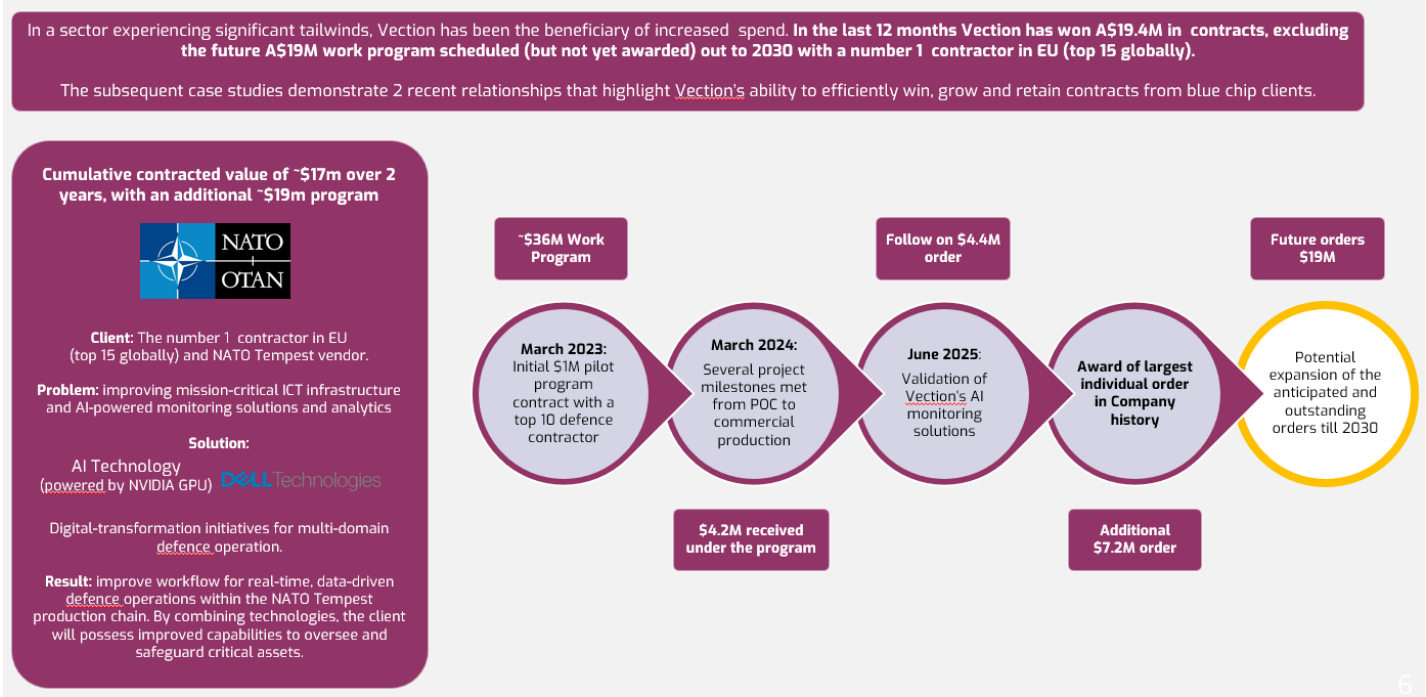 In a sector experiencing significant tailwinds, Vection has been the beneficiary of increased spend. In the last 12 months Vection has won A$19.4M in contracts, excluding
the future A$19M work program scheduled (but not yet awarded) out to 2030 with a number 1 contractor in EU (top 15 globally).
The subsequent case studies demonstrate 2 recent relationships that highlight Vection's ability to efficiently win, grow and retain contracts from blue chip clients.
Cumulative contracted value of ~$17m over 2
years, with an additional ~$19m program
NATO
OTAN
Client: The number 1 contractor in EU
(top 15 globally) and NATO Tempest vendor.
Problem: improving mission-critical ICT infrastructure
and AI-powered monitoring solutions and analytics
Solution:
AI Technology
(powered by NVIDIA GPU)
DELLTechnologies
Digital-transformation initiatives for multi-domain
defence operation.
Result: improve workflow for real-time, data-driven
defence operations within the NATO Tempest
production chain. By combining technologies, the client
will possess improved capabilities to oversee and
safeguard critical assets.
~$36M Work
Program
March 2023:
Initial $1M pilot
program
contract with a
top 10 defence
contractor
March 2024:
Several project
milestones met
from POC to
commercial
production
$4.2M received
under the program
Follow on $4.4M
order
June 2025:
Validation of
Vection's AI
monitoring
solutions
Award of largest
individual order
in Company
history
Additional
$7.2M order
Future orders
$19M
Potential
expansion of the
anticipated and
outstanding
orders till 2030
6